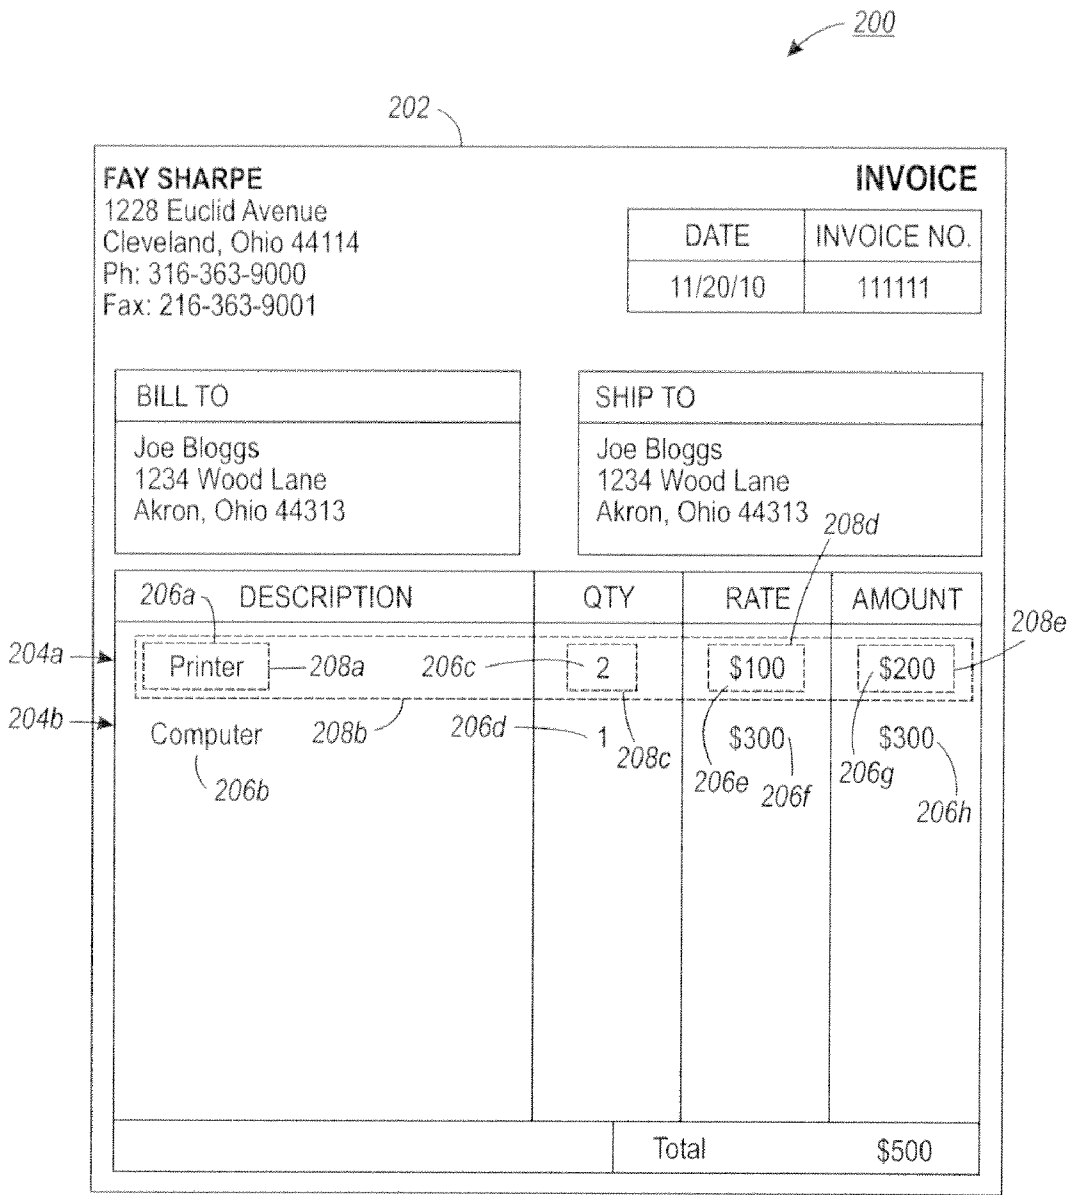 200
202
FAY SHARPE
INVOICE
1228 Euclid Avenue
Cleveland, Ohio 44114
Ph: 316-363-9000
Fax: 216-363-9001
DATE INVOICE NO.
11/20/10 111111
BILL TO
Joe Bloggs
1234 Wood Lane
Akron, Ohio 44313
SHIP TO
Joe Bloggs
1234 Wood Lane
Akron, Ohio 44313
208d
206a DESCRIPTION QTY RATE AMOUNT
208e
204a Printer 208a 206c 2 $100 $200
204b Computer 208b 206d 1 208c $300 $300
206b 206e 206f 206g 206h
Total $500